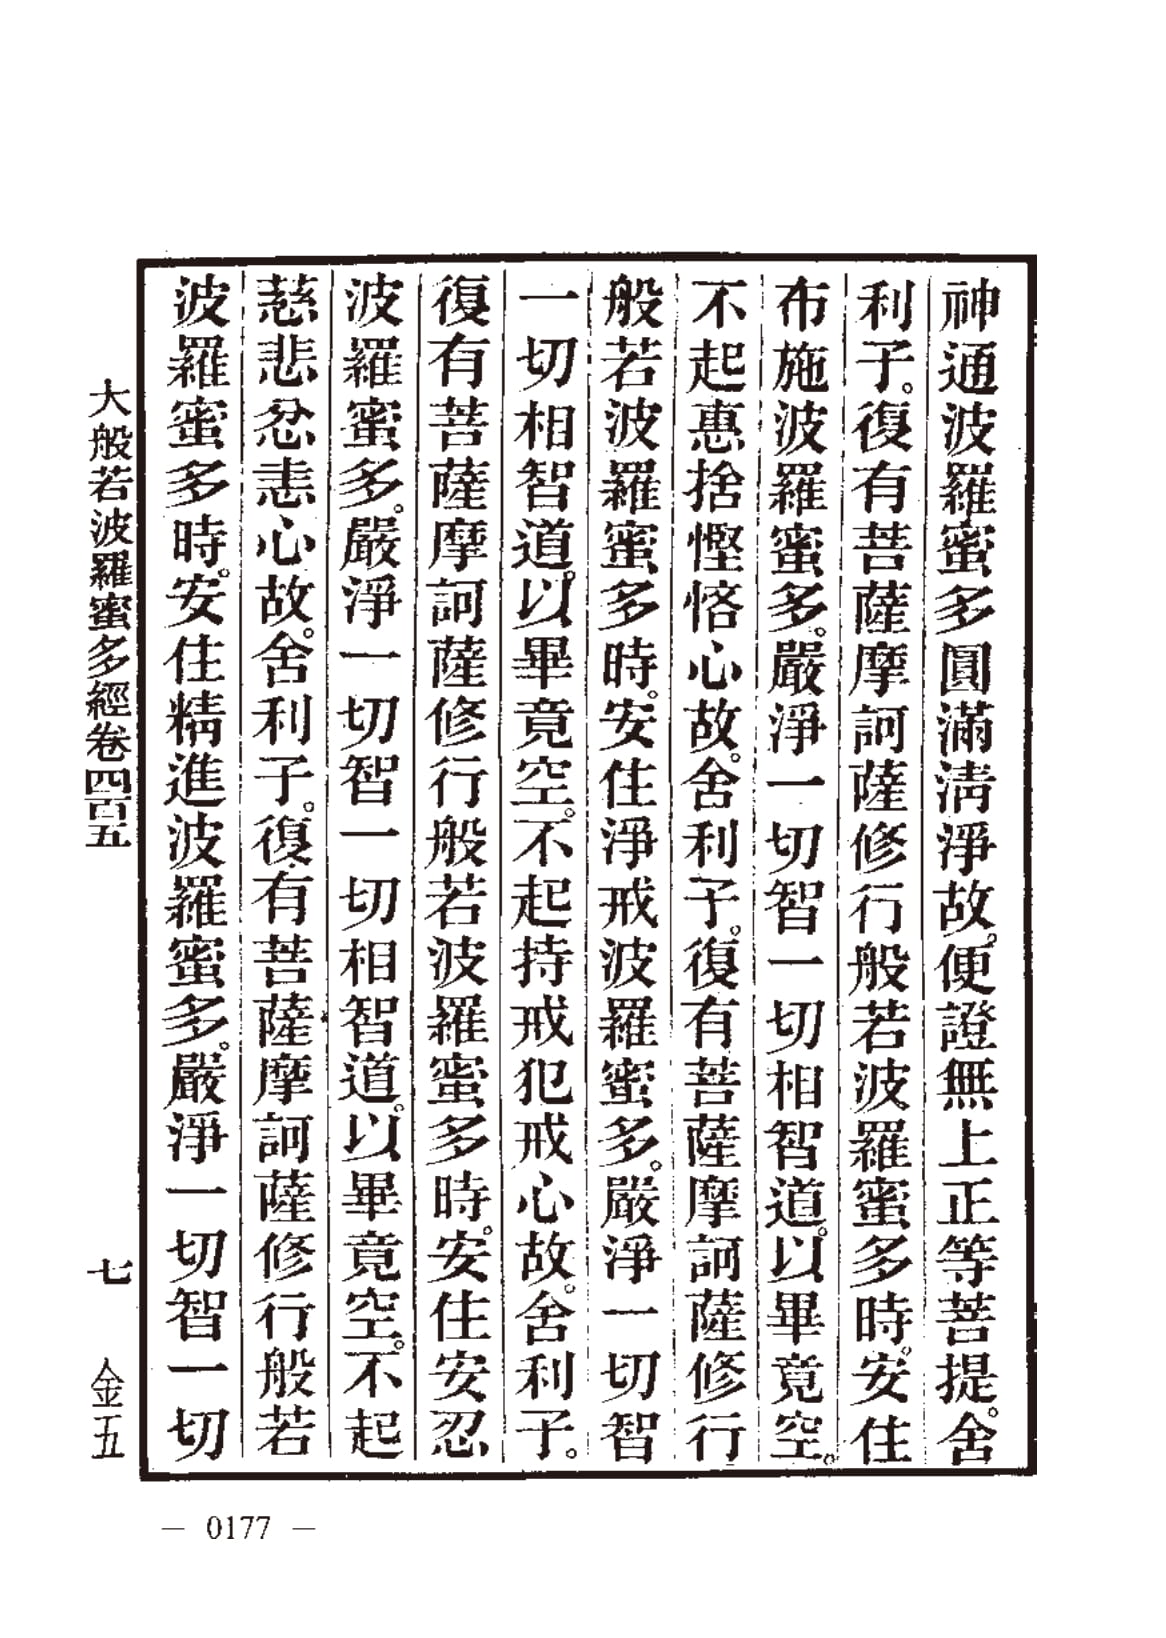 神通波羅蜜多圓滿淸淨故。便證無上正等菩提。舍
利子。復有菩薩摩訶薩修行般若波羅蜜多時。安住
布施波羅蜜多。嚴淨一切智一切相智道。以畢竟空。
不起惠捨慳悋心故。舍利子。復有菩薩摩訶薩修行
般若波羅蜜多時。安住淨戒波羅蜜多。嚴淨一切智
一切相智道。以畢竟空。不起持戒犯戒心故。舍利子。
復有菩薩摩訶薩修行般若波羅蜜多時。安住安忍
波羅蜜多。嚴淨一切智一切相智道。以畢竟空。不起
慈悲忿恚心故。舍利子。復有菩薩摩訶薩修行般若
波羅蜜多時。安住精進波羅蜜多。嚴淨一切智一切
大般若波羅蜜多經卷四百五 七 金五
— 0177 —